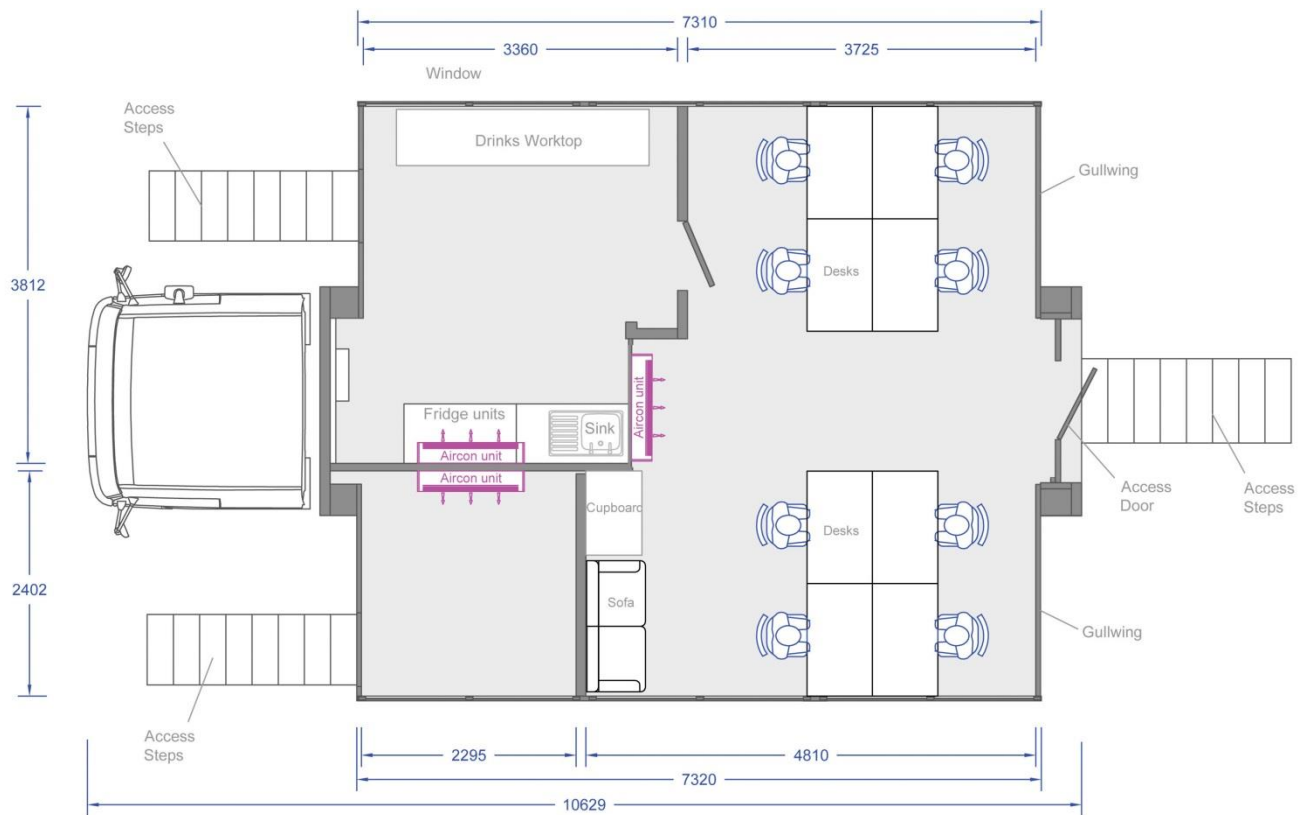 7310
3360
3725
Window
Access
Steps
Drinks Worktop
Gullwing
3812
Desks
Aircon unit
Fridge units
Sink
Aircon unit
Aircon unit
Cupboard
Desks
Access
Door
Access
Steps
2402
Sofa
Gullwing
Access
Steps
2295
4810
7320
10629